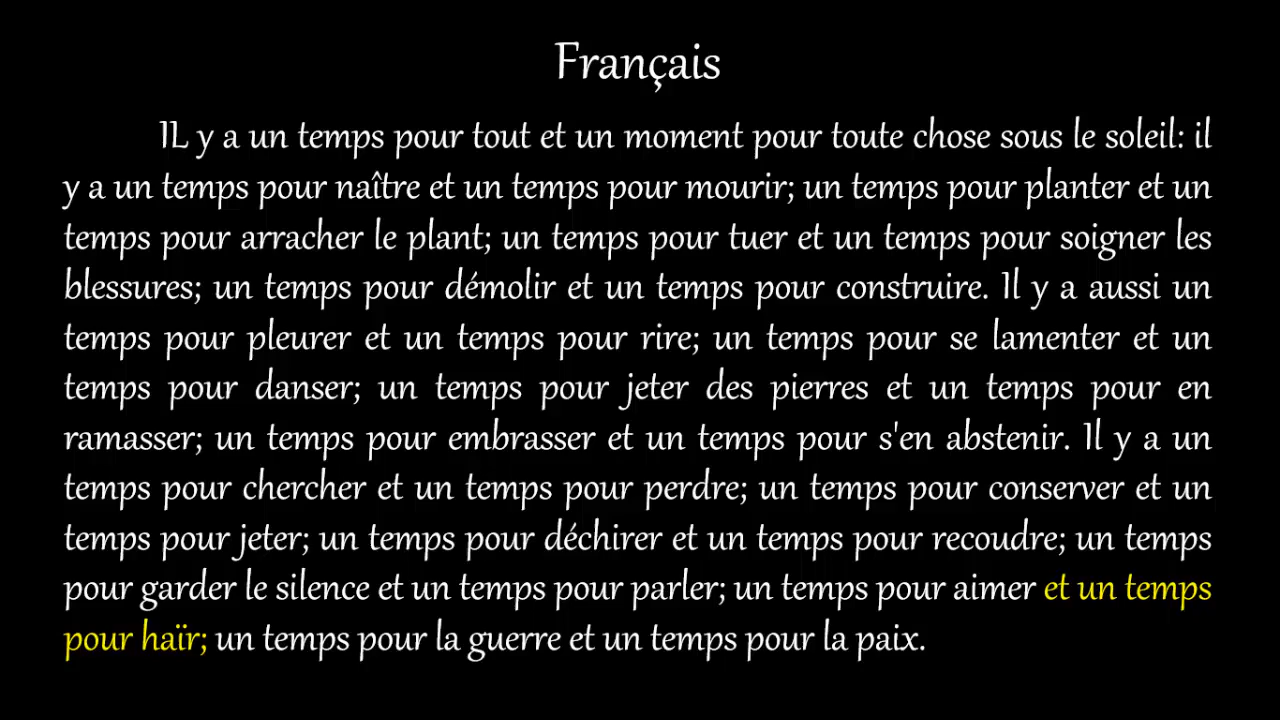 Français
IL y a un temps pour tout et un moment pour toute chose sous le soleil: il
y a un temps pour naître et un temps pour mourir; un temps pour planter et un
temps pour arracher le plant; un temps pour tuer et un temps pour soigner les
blessures; un temps pour démolir et un temps pour construire. Il y a aussi un
temps pour pleurer et un temps pour rire; un temps pour se lamenter et un
temps pour danser; un temps pour jeter des pierres et un temps pour en
ramasser; un temps pour embrasser et un temps pour s'en abstenir. Il y a un
temps pour chercher et un temps pour perdre; un temps pour conserver et un
temps pour jeter; un temps pour déchirer et un temps pour recoudre; un temps
pour garder le silence et un temps pour parler; un temps pour aimer et un temps
pour haïr; un temps pour la guerre et un temps pour la paix.